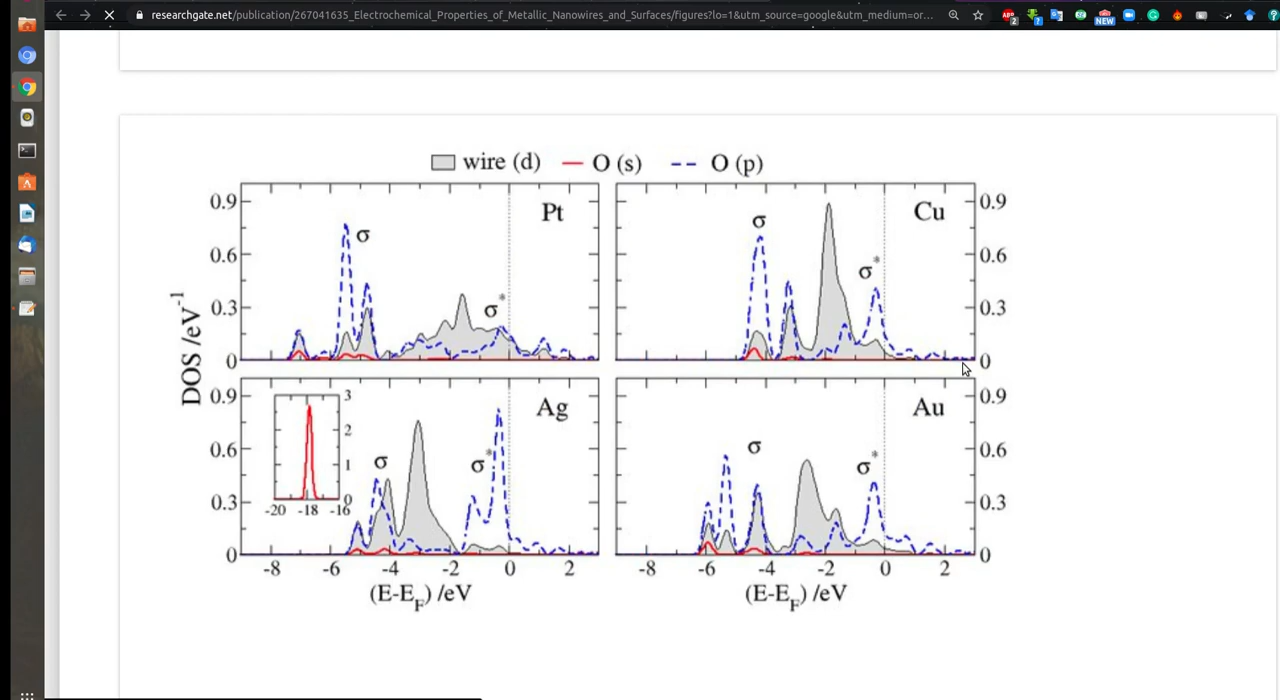 researchgate.net/publication/267041635_Electrochemical_Properties_of_Metallic_Nanowires_and_Surfaces/figures?lo=1&utm_source=google&utm_medium=or...
2
7
NEW
wire (d) O (s) O (p)
0.9 Pt Cu 0.9
σ σ
0.6 0.6
σ* σ*
0.3 0.3
0 0
DOS /eV⁻¹
0.9 3 Ag Au 0.9
2
0.6 σ σ* σ σ* 0.6
1
0.3 0 0.3
-20 -18 -16
0 0
-8 -6 -4 -2 0 2 -8 -6 -4 -2 0 2
(E-E_F) /eV (E-E_F) /eV